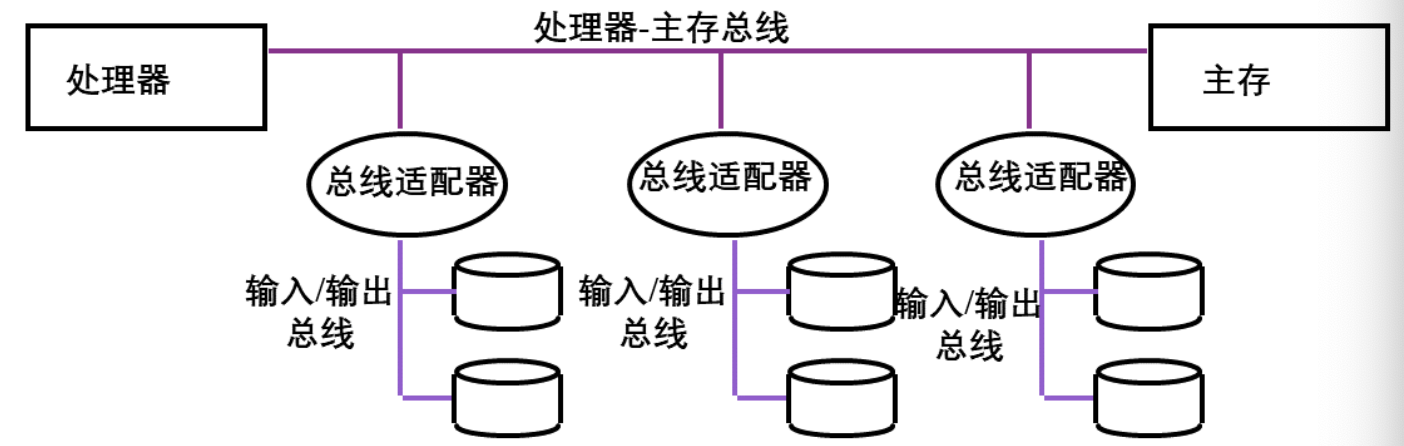 处理器-主存总线
处理器
主存
总线适配器
总线适配器
总线适配器
输入/输出
总线
输入/输出
总线
输入/输出
总线